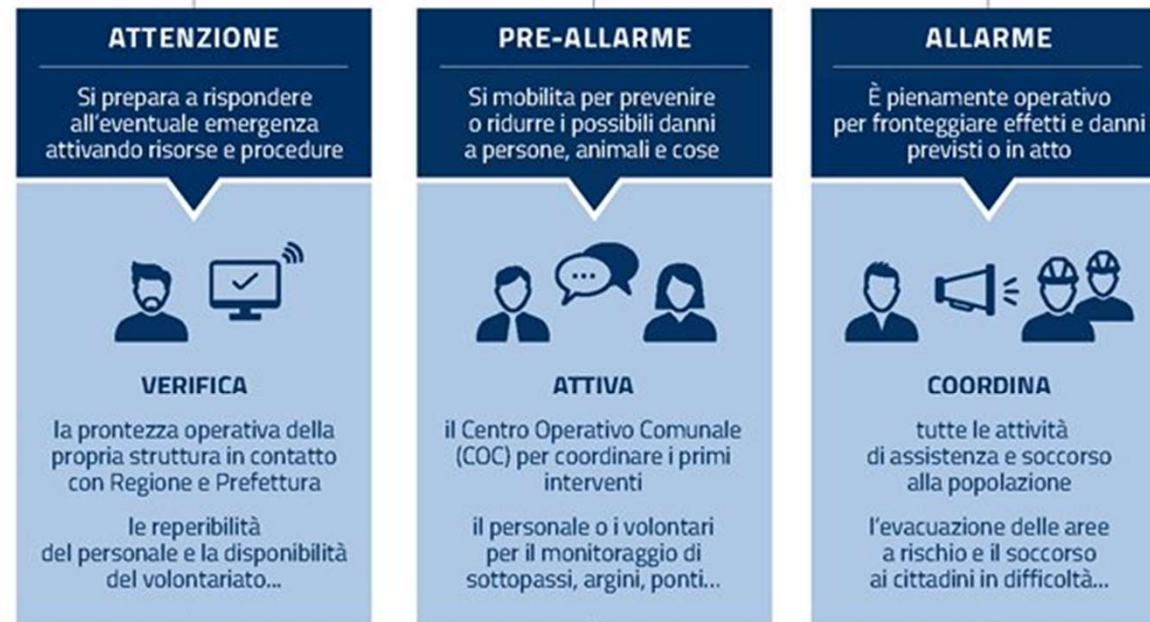 ATTENZIONE
Si prepara a rispondere
all'eventuale emergenza
attivando risorse e procedure
VERIFICA
la prontezza operativa della
propria struttura in contatto
con Regione e Prefettura
le reperibilità
del personale e la disponibilità
del volontariato...
PRE-ALLARME
Si mobilita per prevenire
o ridurre i possibili danni
a persone, animali e cose
ATTIVA
il Centro Operativo Comunale
(COC) per coordinare i primi
interventi
il personale o i volontari
per il monitoraggio di
sottopassi, argini, ponti...
ALLARME
È pienamente operativo
per fronteggiare effetti e danni
previsti o in atto
COORDINA
tutte le attività
di assistenza e soccorso
alla popolazione
l'evacuazione delle aree
a rischio e il soccorso
ai cittadini in difficoltà...